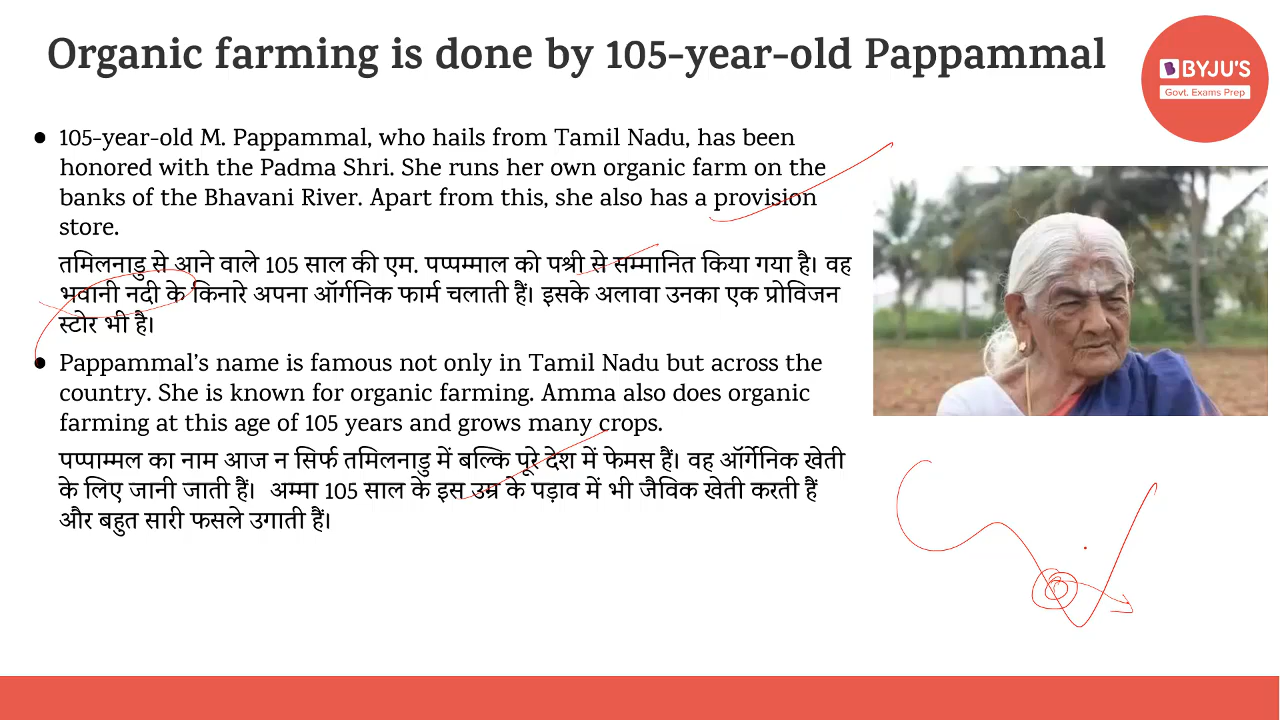 Organic farming is done by 105-year-old Pappammal
BYJU'S
Govt. Exams Prep
● 105-year-old M. Pappammal, who hails from Tamil Nadu, has been
honored with the Padma Shri. She runs her own organic farm on the
banks of the Bhavani River. Apart from this, she also has a provision
store.
तमिलनाडु से आने वाले 105 साल की एम. पप्पम्माल को पश्री से सम्मानित किया गया है। वह
भवानी नदी के किनारे अपना ऑर्गनिक फार्म चलाती हैं। इसके अलावा उनका एक प्रोविजन
स्टोर भी है।
● Pappammal’s name is famous not only in Tamil Nadu but across the
country. She is known for organic farming. Amma also does organic
farming at this age of 105 years and grows many crops.
पप्पाम्मल का नाम आज न सिर्फ तमिलनाडु में बल्कि पूरे देश में फेमस हैं। वह ऑर्गेनिक खेती
के लिए जानी जाती हैं। अम्मा 105 साल के इस उम्र के पड़ाव में भी जैविक खेती करती हैं
और बहुत सारी फसले उगाती हैं।